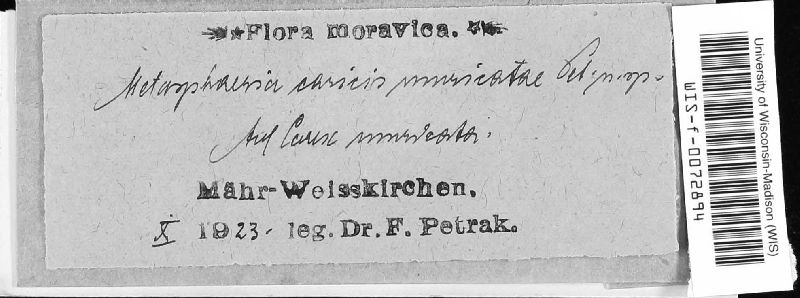 Flora moravica.
Metasphaeria caricis muricatae Pet. n. sp.
Auf Carex muricata.
Mähr-Weisskirchen.
X 1923. leg. Dr. F. Petrak.
University of Wisconsin-Madison (WIS)
WIS-f-0072894